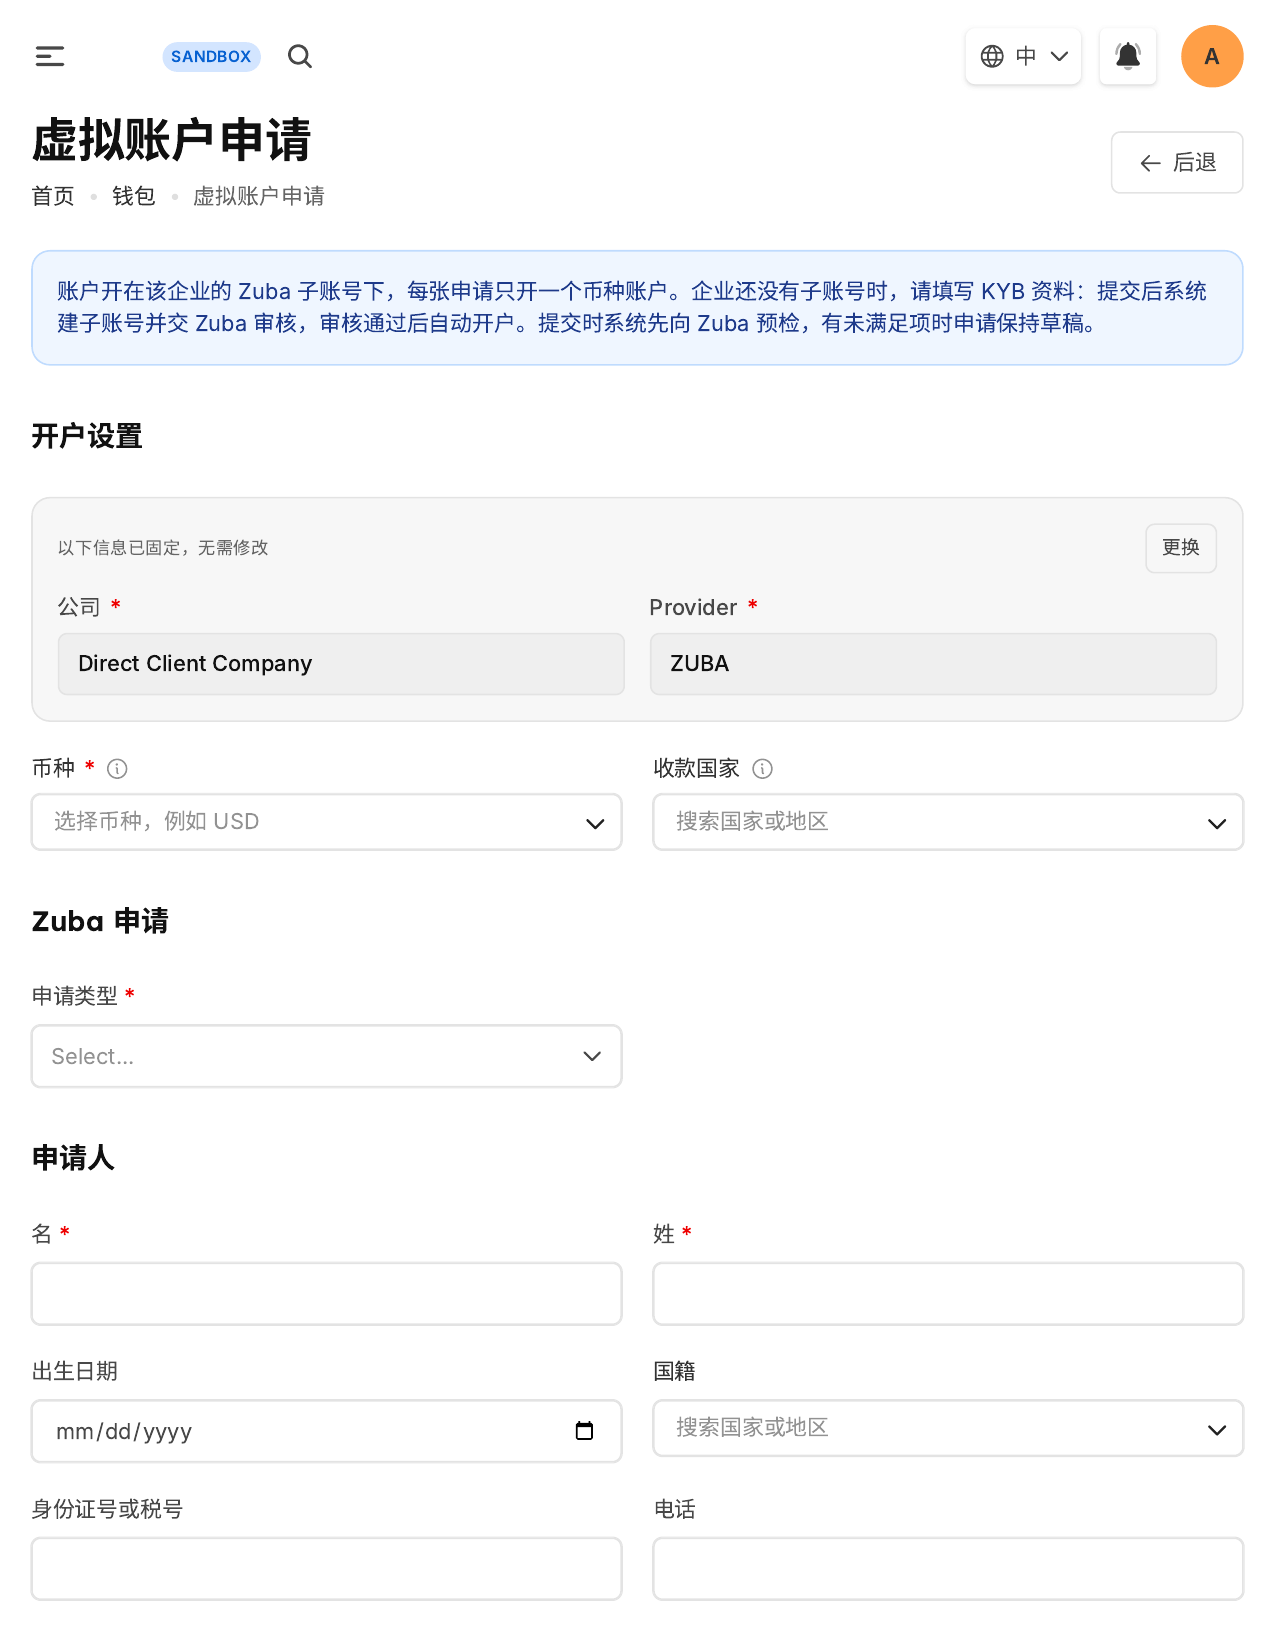 SANDBOX
中
A
虚拟账户申请
后退
首页 • 钱包 • 虚拟账户申请
账户开在该企业的 Zuba 子账号下，每张申请只开一个币种账户。企业还没有子账号时，请填写 KYB 资料：提交后系统
建子账号并交 Zuba 审核，审核通过后自动开户。提交时系统先向 Zuba 预检，有未满足项时申请保持草稿。
开户设置
以下信息已固定，无需修改
更换
公司 *
Provider *
Direct Client Company
ZUBA
币种 *
收款国家
选择币种，例如 USD
搜索国家或地区
Zuba 申请
申请类型 *
Select...
申请人
名 *
姓 *
出生日期
国籍
mm/dd/yyyy
搜索国家或地区
身份证号或税号
电话